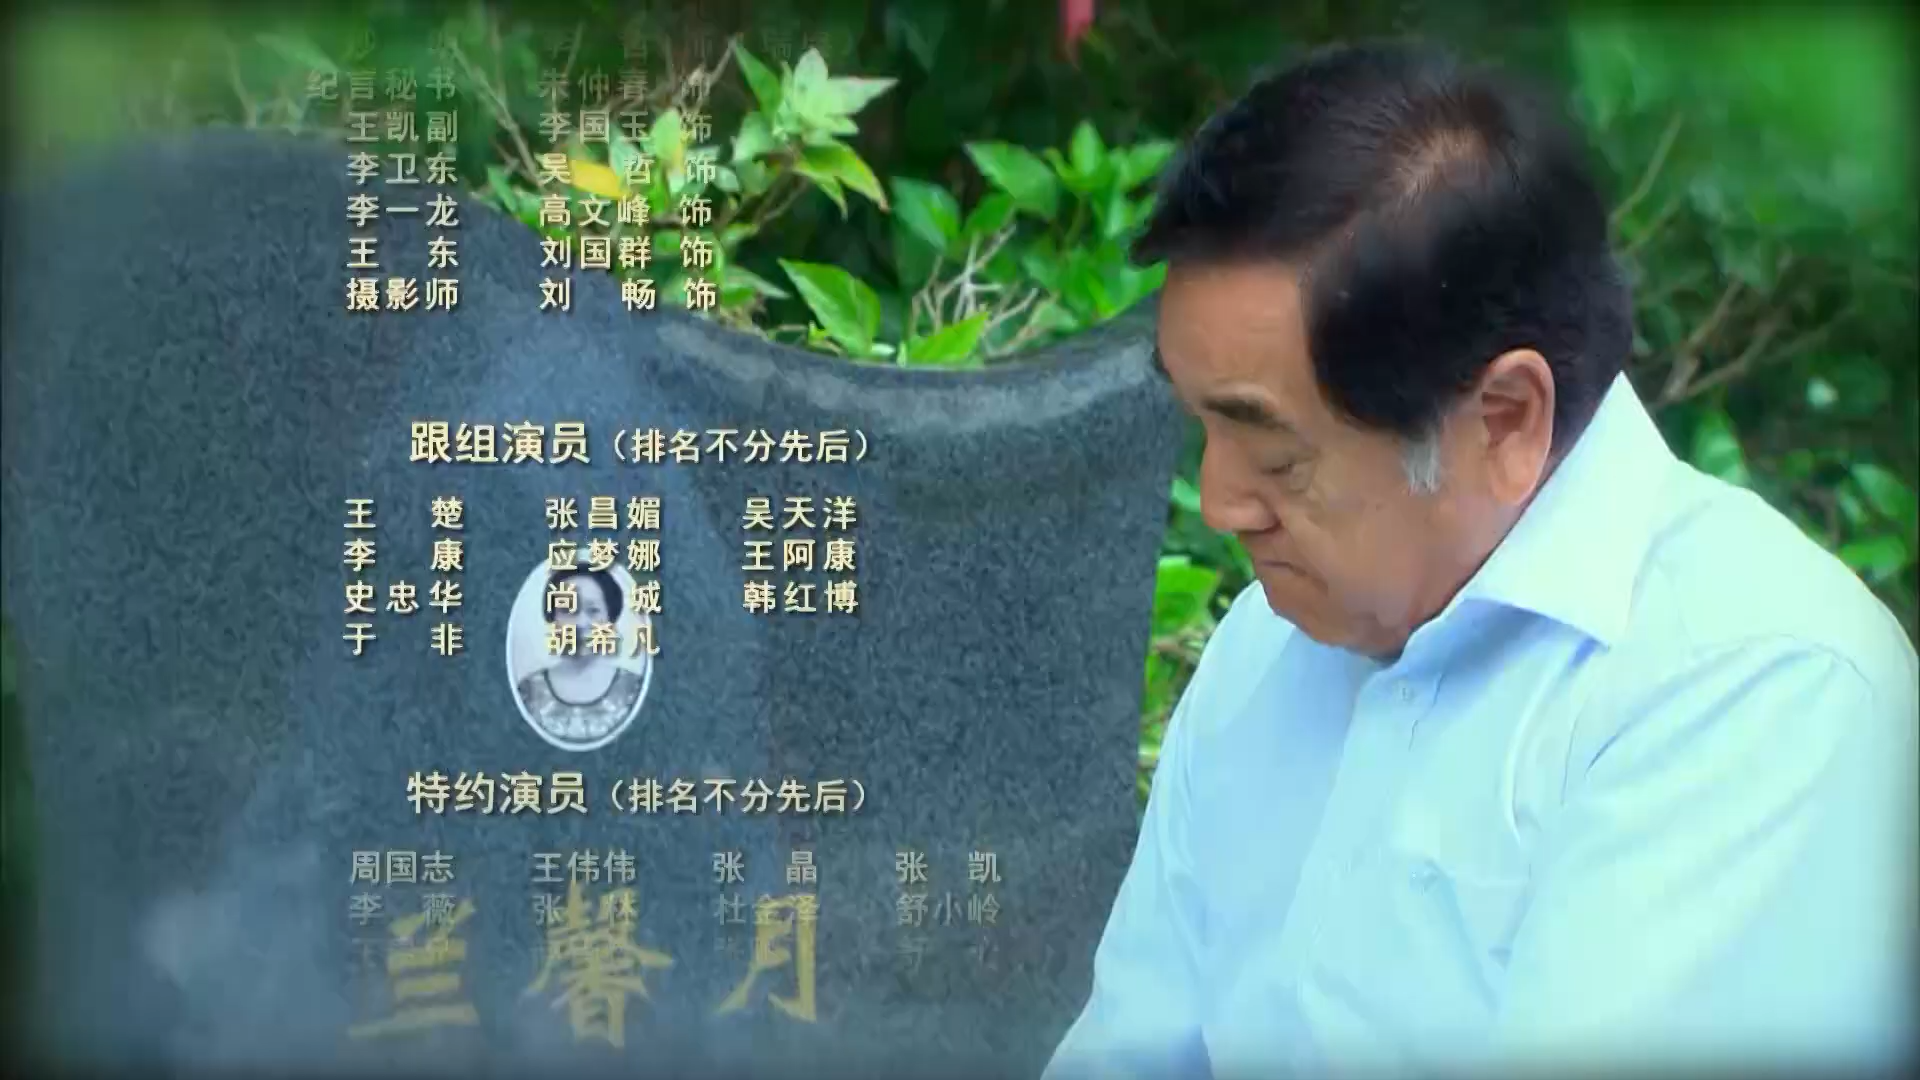 纪言秘书 朱仲春 饰
王凯副 李国玉 饰
李卫东 吴哲 饰
李一龙 高文峰 饰
王东 刘国群 饰
摄影师 刘畅 饰
跟组演员（排名不分先后）
王楚 张昌媚 吴天洋
李康 应梦娜 王阿康
史忠华 尚城 韩红博
于非 胡希凡
特约演员（排名不分先后）
周国志 王伟伟 张晶 张凯
李薇 张林 杜金泽 舒小岭
兰馨月